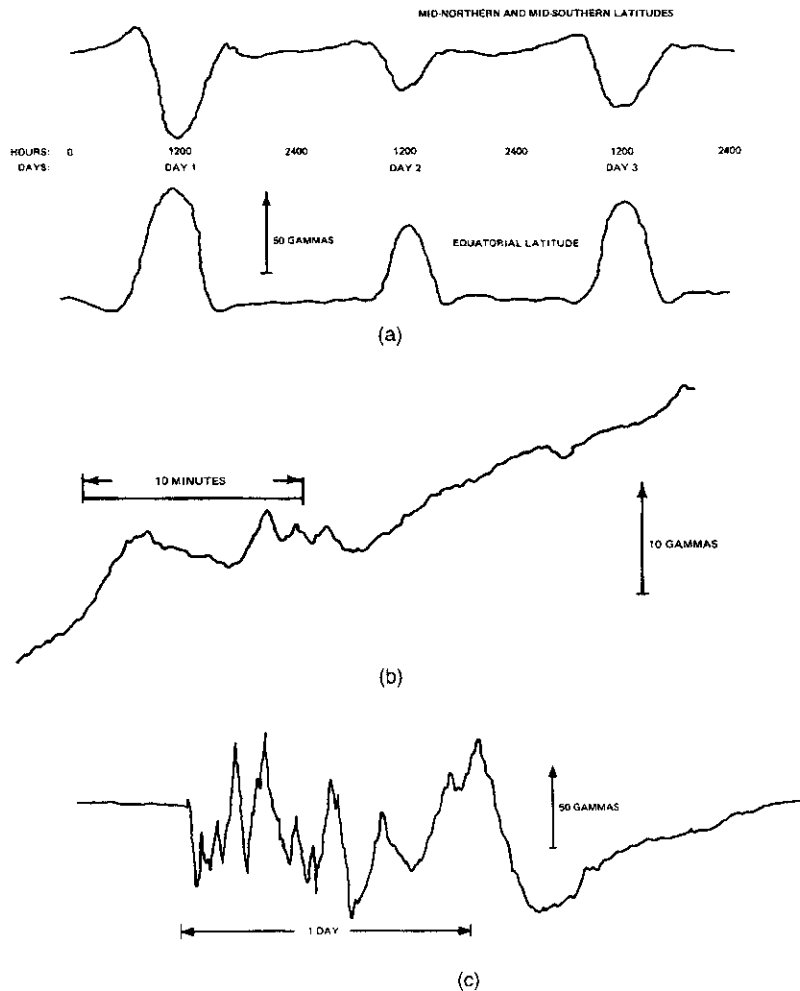 MID-NORTHERN AND MID-SOUTHERN LATITUDES
HOURS: 0 1200 2400 1200 2400 1200 2400
DAYS: DAY 1 DAY 2 DAY 3
50 GAMMAS
EQUATORIAL LATITUDE
(a)
10 MINUTES
10 GAMMAS
(b)
50 GAMMAS
1 DAY
(c)